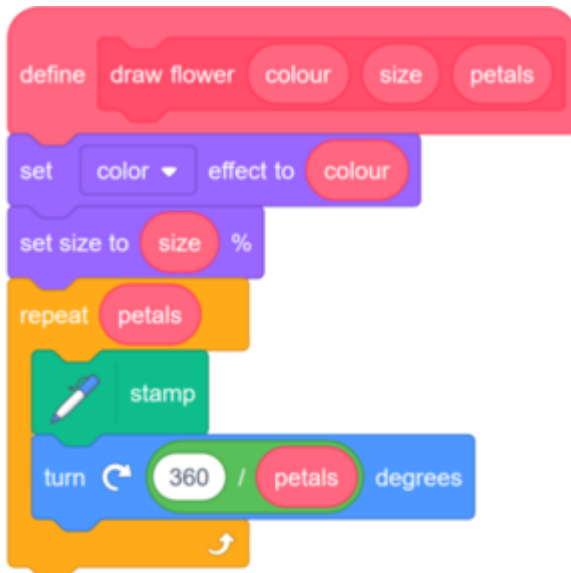 define draw flower colour size petals
set color effect to colour
set size to size %
repeat petals
stamp
turn 360 / petals degrees